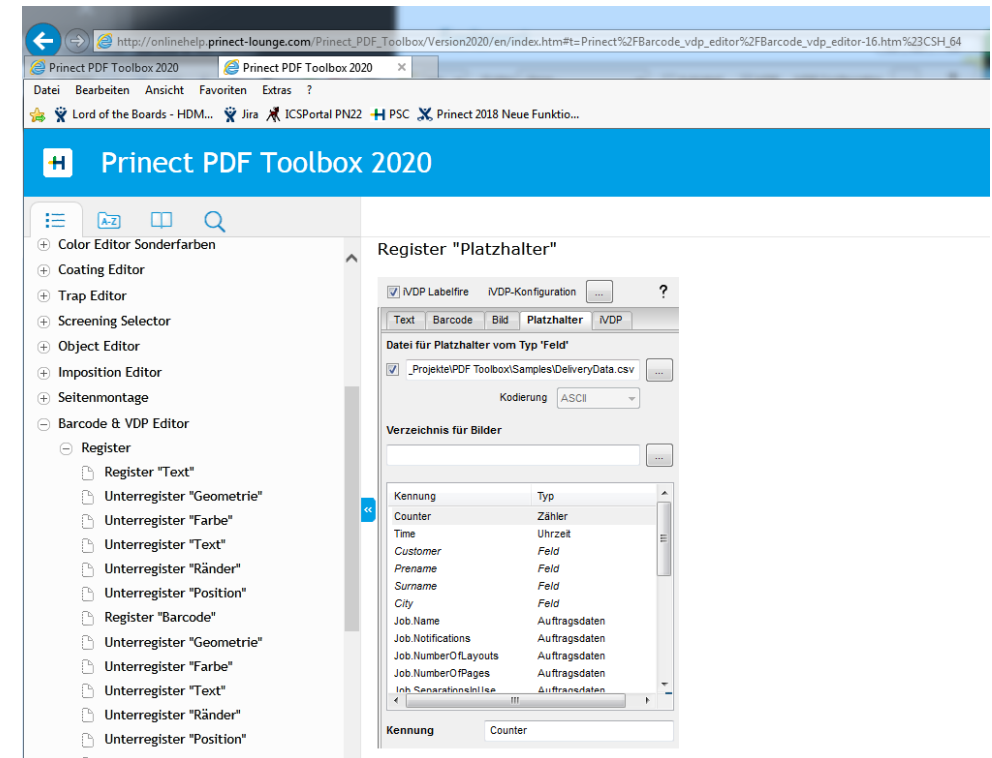 http://onlinehelp.prinect-lounge.com/Prinect_PDF_Toolbox/Version2020/en/index.htm#t=Prinect%2FBarcode_vdp_editor%2FBarcode_vdp_editor-16.htm%23CSH_64
Prinect PDF Toolbox 2020
Prinect PDF Toolbox 2020 ×
Datei Bearbeiten Ansicht Favoriten Extras ?
Lord of the Boards - HDM... Jira ICSPortal PN22 PSC Prinect 2018 Neue Funktio...
H Prinect PDF Toolbox 2020
A-Z
Color Editor Sonderfarben
Coating Editor
Trap Editor
Screening Selector
Object Editor
Imposition Editor
Seitenmontage
Barcode & VDP Editor
Register
Register "Text"
Unterregister "Geometrie"
Unterregister "Farbe"
Unterregister "Text"
Unterregister "Ränder"
Unterregister "Position"
Register "Barcode"
Unterregister "Geometrie"
Unterregister "Farbe"
Unterregister "Text"
Unterregister "Ränder"
Unterregister "Position"
Register "Platzhalter"
iVDP Labelfire iVDP-Konfiguration ... ?
Text Barcode Bild Platzhalter iVDP
Datei für Platzhalter vom Typ 'Feld'
_Projekte\PDF Toolbox\Samples\DeliveryData.csv ...
Kodierung ASCII
Verzeichnis für Bilder
...
Kennung Typ
Counter Zähler
Time Uhrzeit
Customer Feld
Prename Feld
Surname Feld
City Feld
Job.Name Auftragsdaten
Job.Notifications Auftragsdaten
Job.NumberOfLayouts Auftragsdaten
Job.NumberOfPages Auftragsdaten
Job.SeparationsInUse Auftragsdaten
Kennung Counter